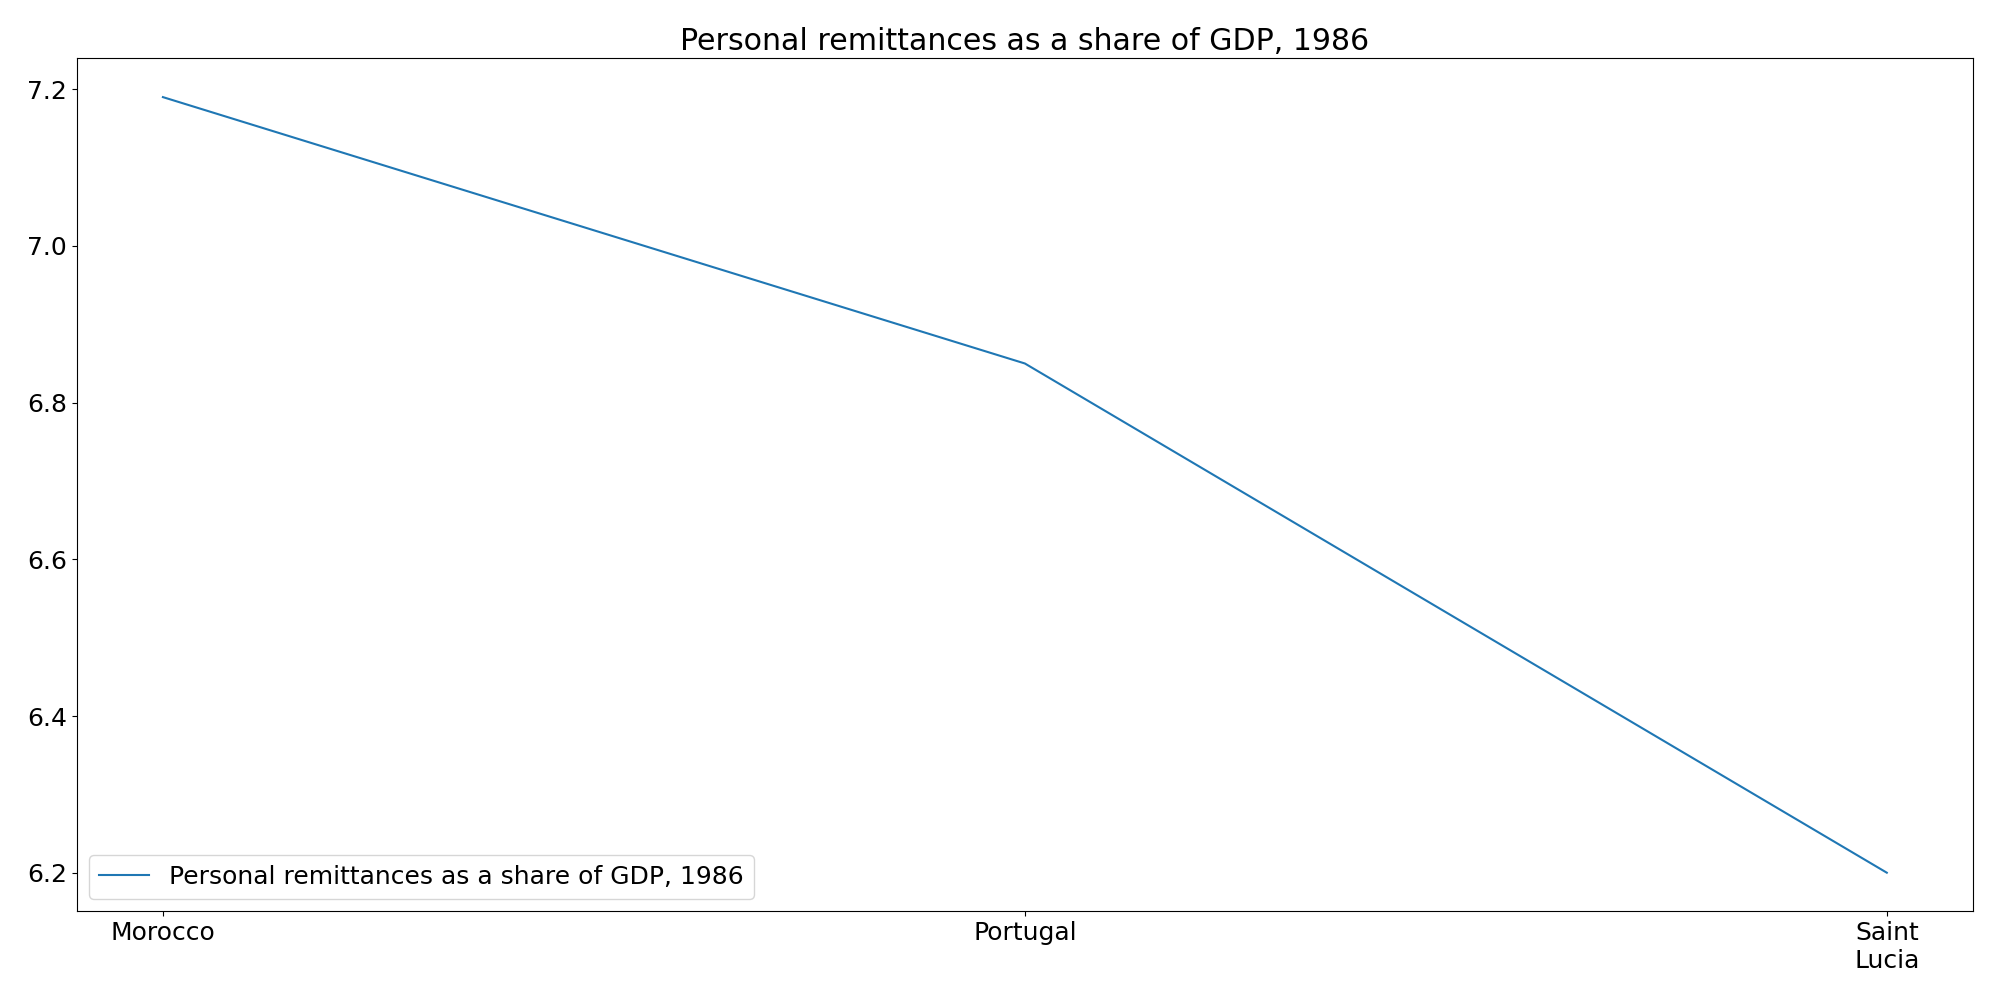 Personal remittances as a share of GDP, 1986
7.2
7.0
6.8
6.6
6.4
6.2
Personal remittances as a share of GDP, 1986
Morocco
Portugal
Saint
Lucia